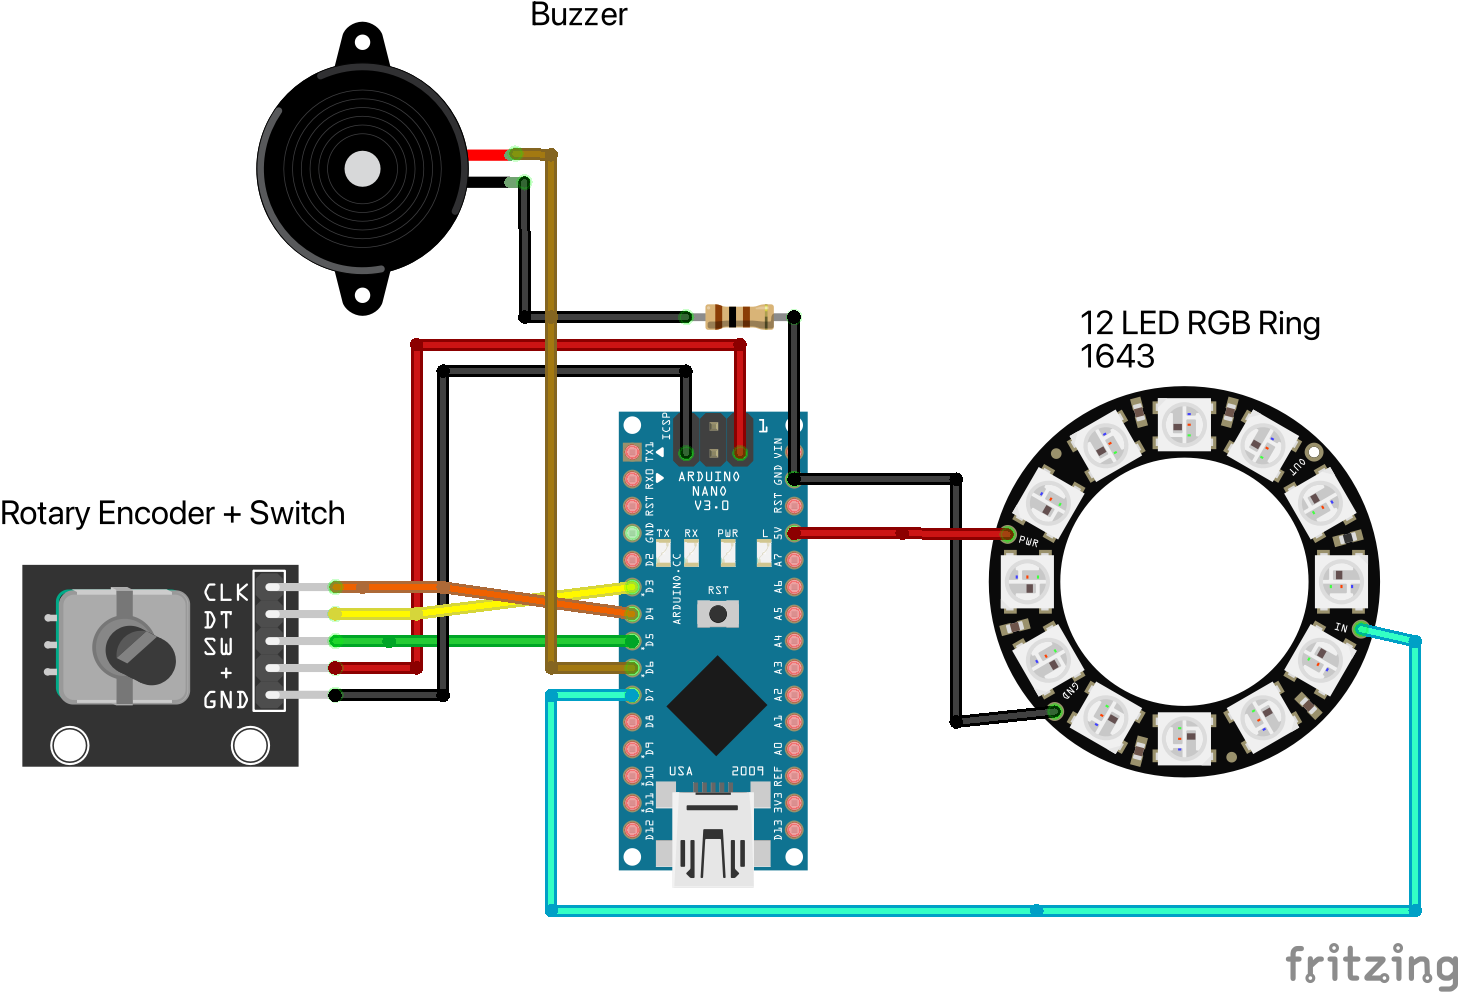 Buzzer
12 LED RGB Ring
1643
Rotary Encoder + Switch
CLK
DT
SW
+
GND
ICSP
1
ARDUINO
NANO
V3.0
TX
RX
PWR
L
ARDUINO.CC
RST
USA
2009
TX1
RX0
RST
GND
D2
D3
D4
D5
D6
D7
D8
D9
D10
D11
D12
VIN
GND
RST
5V
A7
A6
A5
A4
A3
A2
A1
A0
REF
3V3
D13
OUT
PWR
IN
GND
fritzing